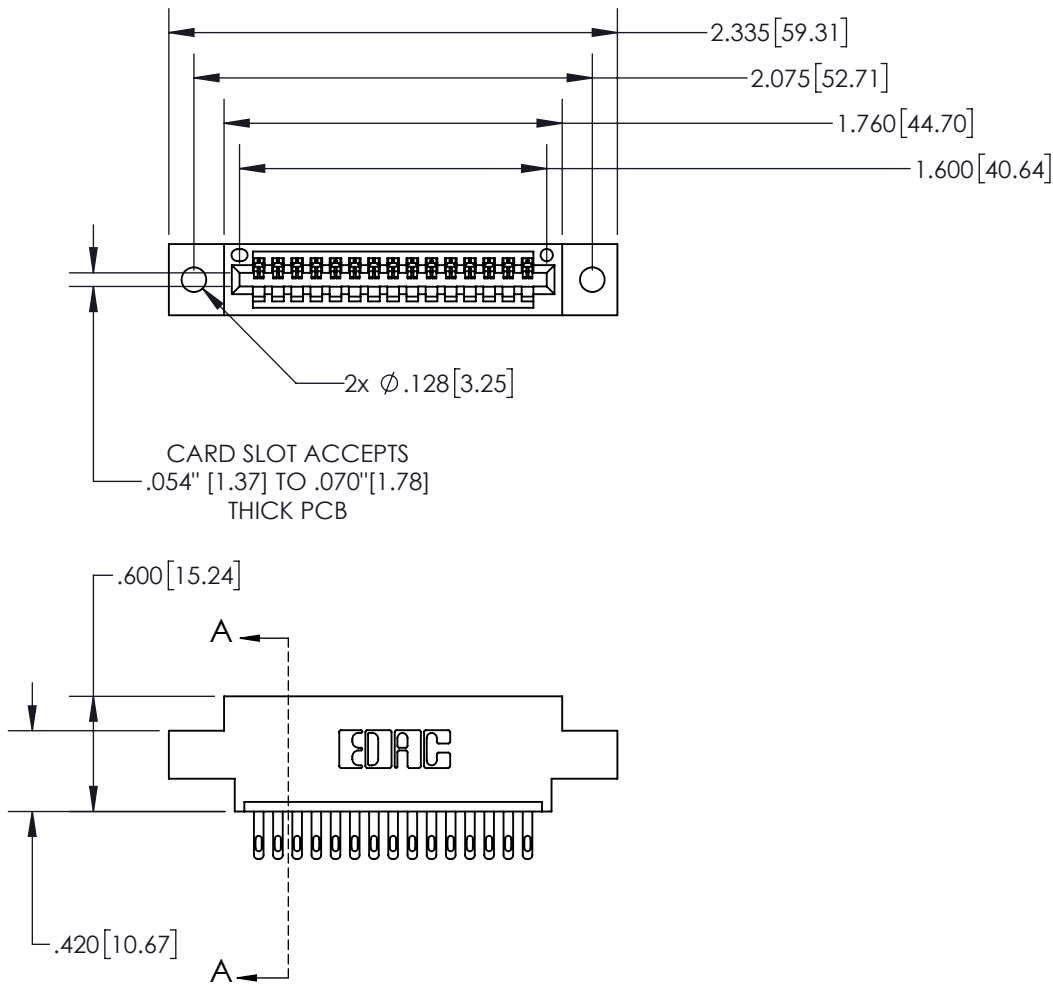 2.335[59.31]
2.075[52.71]
1.760[44.70]
1.600[40.64]
2x ∅.128[3.25]
CARD SLOT ACCEPTS
.054" [1.37] TO .070"[1.78]
THICK PCB
.600[15.24]
A
EDAC
.420[10.67]
A